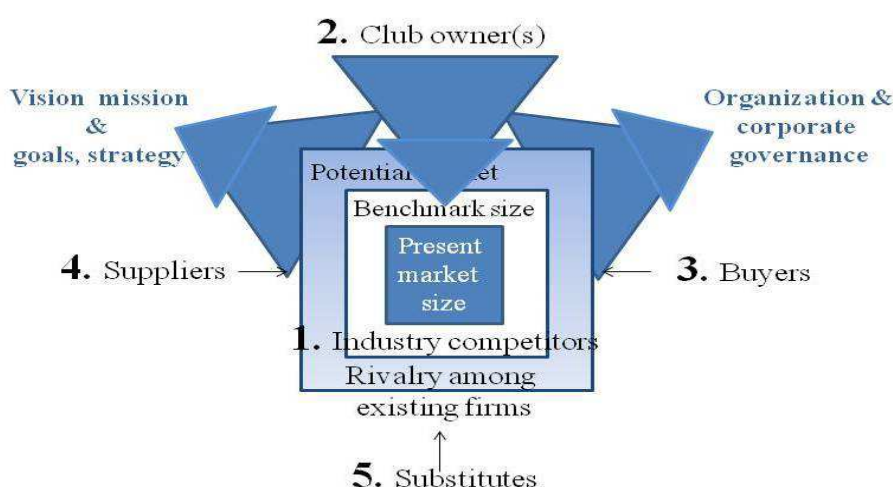 2. Club owner(s)
Vision mission
&
goals, strategy
Organization &
corporate
governance
Potential
Benchmark size
Present
market
size
4. Suppliers
3. Buyers
1. Industry competitors
Rivalry among
existing firms
5. Substitutes